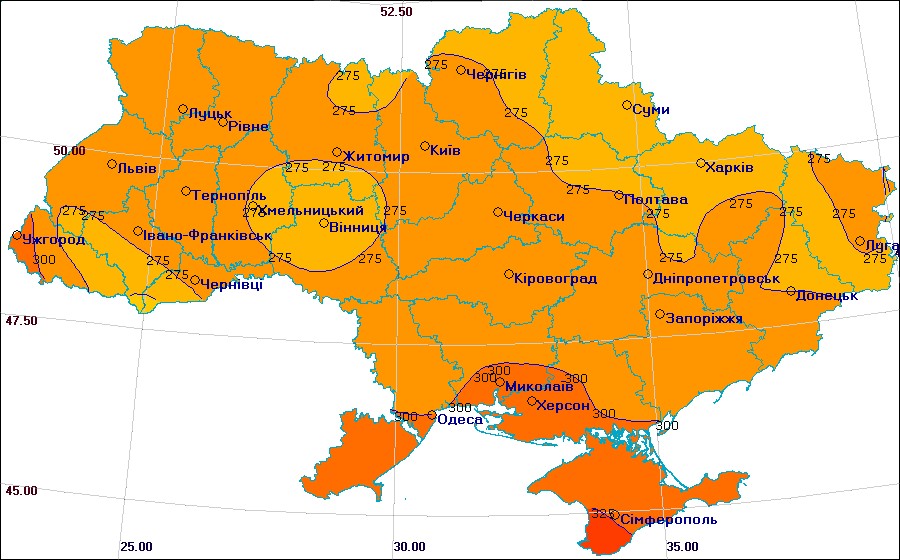 52.50
275
275
275
Чернігів
275
Суми
Луцьк
Рівне
50.00
Житомир
Київ
275
275
Львів
275
275
Харків
Тернопіль
275
Полтава
275
275
Хмельницький
275
275
275
275
275
275
Черкаси
Вінниця
Івано-Франківськ
Ужгород
Луга
300
275
275
275
275
275
275
275
Чернівці
Кіровоград
Дніпропетровськ
Донецьк
47.50
Запоріжжя
300
300
300
Миколаїв
Херсон
300
300
300
300
Одеса
45.00
325
Сімферополь
25.00
30.00
35.00